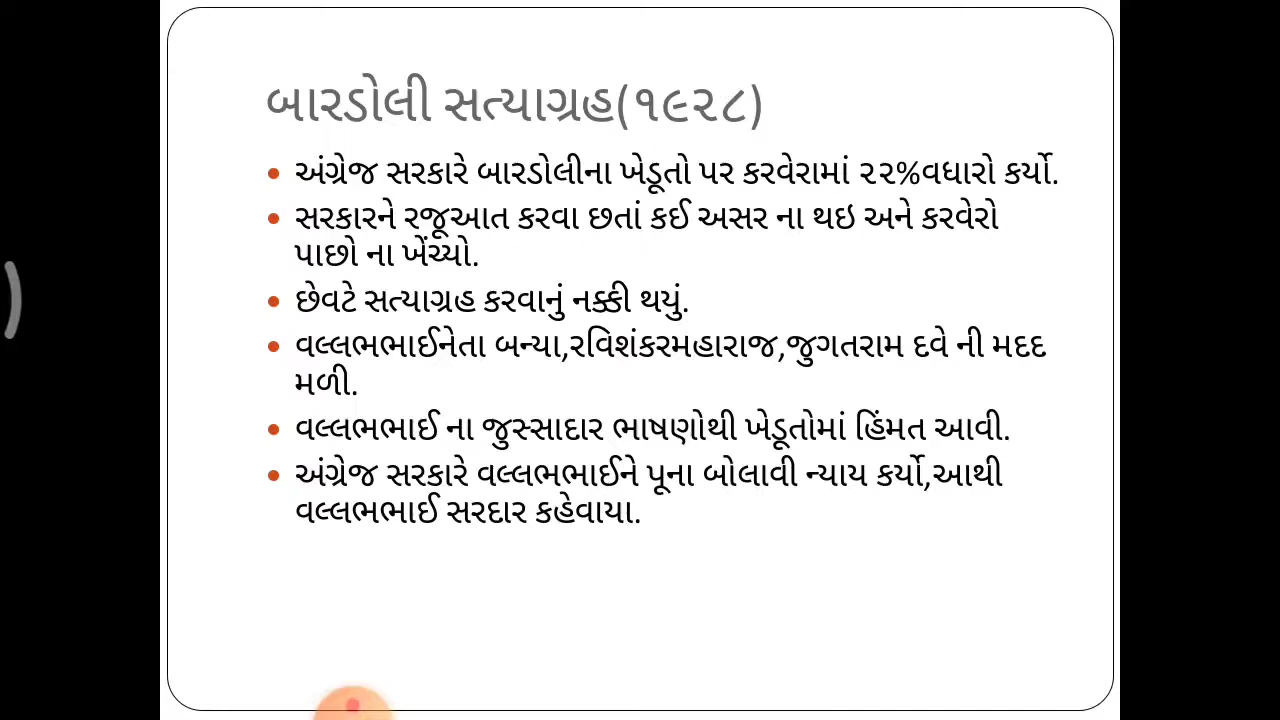 બારડોલી સત્યાગ્રહ(૧૯૨૮)
અંગ્રેજ સરકારે બારડોલીના ખેડૂતો પર કરવેરામાં ૨૨%વધારો કર્યો.
સરકારને રજૂઆત કરવા છતાં કઈ અસર ના થઇ અને કરવેરો
પાછો ના ખેંચ્યો.
છેવટે સત્યાગ્રહ કરવાનું નક્કી થયું.
વલ્લભભાઈનેતા બન્યા,રવિશંકરમહારાજ,જુગતરામ દવે ની મદદ
મળી.
વલ્લભભાઈ ના જુસ્સાદાર ભાષણોથી ખેડૂતોમાં હિંમત આવી.
અંગ્રેજ સરકારે વલ્લભભાઈને પૂના બોલાવી ન્યાય કર્યો,આથી
વલ્લભભાઈ સરદાર કહેવાયા.